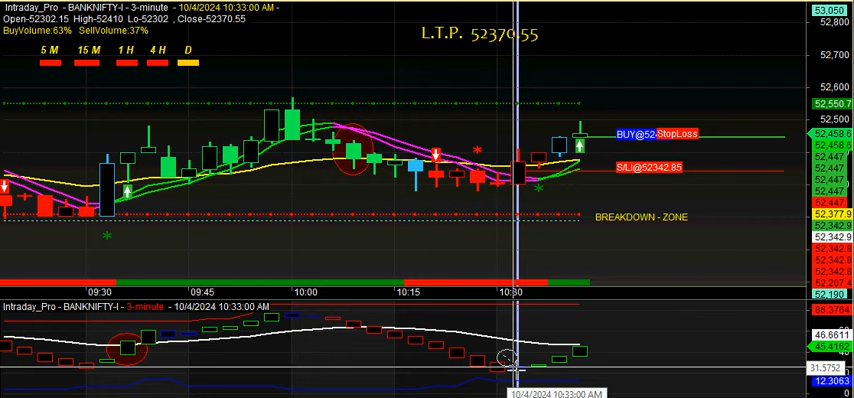 Intraday_Pro - BANKNIFTY-I - 3-minute - 10/4/2024 10:33:00 AM -
Open-52302.15 High-52410 Lo-52302 , Close-52370.55
BuyVolume:63% SellVolume:37%
5 M 15 M 1 H 4 H D
L.T.P. 52370.55
53,050
52,800
52,700
52,600
52,550.7
52,500
52,458.6
52,458.6
52,447
52,447
52,447
52,447
52,447
52,377.9
52,342.9
52,342.9
52,342.8
52,342.8
52,342.8
52,207.4
52,190
BUY@52 StopLoss
S/L|@52342.85
BREAKDOWN - ZONE
09:30 09:45 10:00 10:15 10:30
Intraday_Pro - BANKNIFTY-I - 3-minute - 10/4/2024 10:33:00 AM
86.3764
46.6611
45.4162
40
31.5752
12.3063
0
10/4/2024 10:33:00 AM